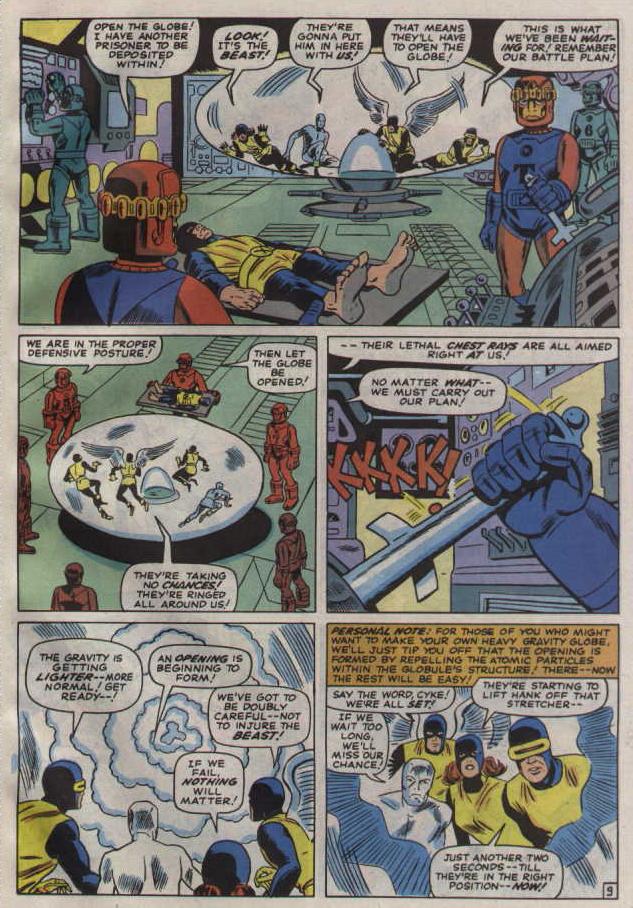 OPEN THE GLOBE!
I HAVE ANOTHER
PRISONER TO BE
DEPOSITED
WITHIN!
LOOK!
IT'S THE
BEAST!
THEY'RE
GONNA PUT
HIM IN HERE
WITH US!
THAT MEANS
THEY'LL HAVE
TO OPEN THE
GLOBE!
THIS IS WHAT
WE'VE BEEN WAIT-
ING FOR! REMEMBER
OUR BATTLE PLAN!
WE ARE IN THE PROPER
DEFENSIVE POSTURE!
THEN LET
THE GLOBE
BE
OPENED!
THEY'RE TAKING
NO CHANCES!
THEY'RE RINGED
ALL AROUND US!
-- THEIR LETHAL CHEST RAYS ARE ALL AIMED
RIGHT AT US!
NO MATTER WHAT--
WE MUST CARRY OUT
OUR PLAN!
KKKK!
THE GRAVITY IS
GETTING
LIGHTER--MORE
NORMAL! GET
READY--!
AN OPENING IS
BEGINNING TO
FORM!
WE'VE GOT TO
BE DOUBLY
CAREFUL--NOT
TO INJURE THE
BEAST!
IF WE
FAIL,
NOTHING
WILL
MATTER!
PERSONAL NOTE: FOR THOSE OF YOU WHO MIGHT
WANT TO MAKE YOUR OWN HEAVY GRAVITY GLOBE,
WE'LL JUST TIP YOU OFF THAT THE OPENING IS
FORMED BY REPELLING THE ATOMIC PARTICLES
WITHIN THE GLOBULE'S STRUCTURE! THERE--NOW
THE REST WILL BE EASY!
SAY THE WORD, CYKE!
WE'RE ALL SET!
IF WE
WAIT TOO
LONG,
WE'LL
MISS OUR
CHANCE!
THEY'RE STARTING TO
LIFT HANK OFF THAT
STRETCHER--
JUST ANOTHER TWO
SECONDS--TILL
THEY'RE IN THE RIGHT
POSITION--NOW!
9